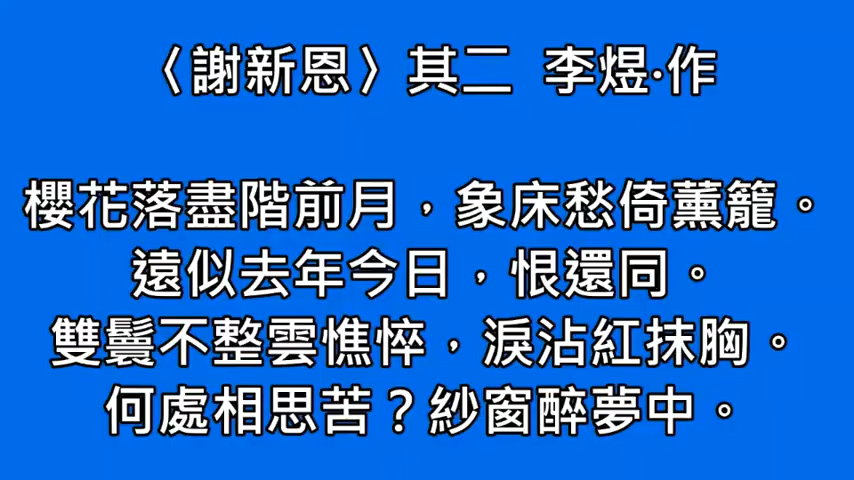 〈謝新恩〉其二 李煜·作
櫻花落盡階前月，象床愁倚薰籠。
遠似去年今日，恨還同。
雙鬟不整雲憔悴，淚沾紅抹胸。
何處相思苦？紗窗醉夢中。